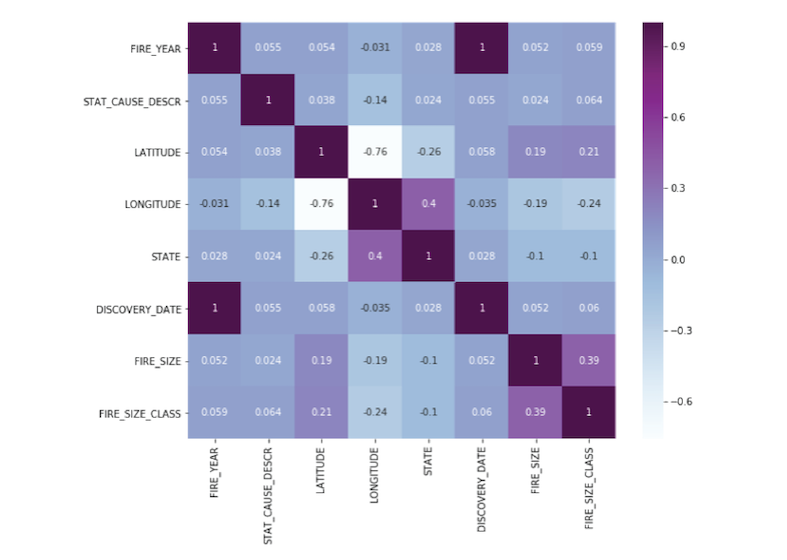 FIRE_YEAR 1 0.055 0.054 -0.031 0.028 1 0.052 0.059
STAT_CAUSE_DESCR 0.055 1 0.038 -0.14 0.024 0.055 0.024 0.064
LATITUDE 0.054 0.038 1 -0.76 -0.26 0.058 0.19 0.21
LONGITUDE -0.031 -0.14 -0.76 1 0.4 -0.035 -0.19 -0.24
STATE 0.028 0.024 -0.26 0.4 1 0.028 -0.1 -0.1
DISCOVERY_DATE 1 0.055 0.058 -0.035 0.028 1 0.052 0.06
FIRE_SIZE 0.052 0.024 0.19 -0.19 -0.1 0.052 1 0.39
FIRE_SIZE_CLASS 0.059 0.064 0.21 -0.24 -0.1 0.06 0.39 1
FIRE_YEAR
STAT_CAUSE_DESCR
LATITUDE
LONGITUDE
STATE
DISCOVERY_DATE
FIRE_SIZE
FIRE_SIZE_CLASS
0.9
0.6
0.3
0.0
-0.3
-0.6